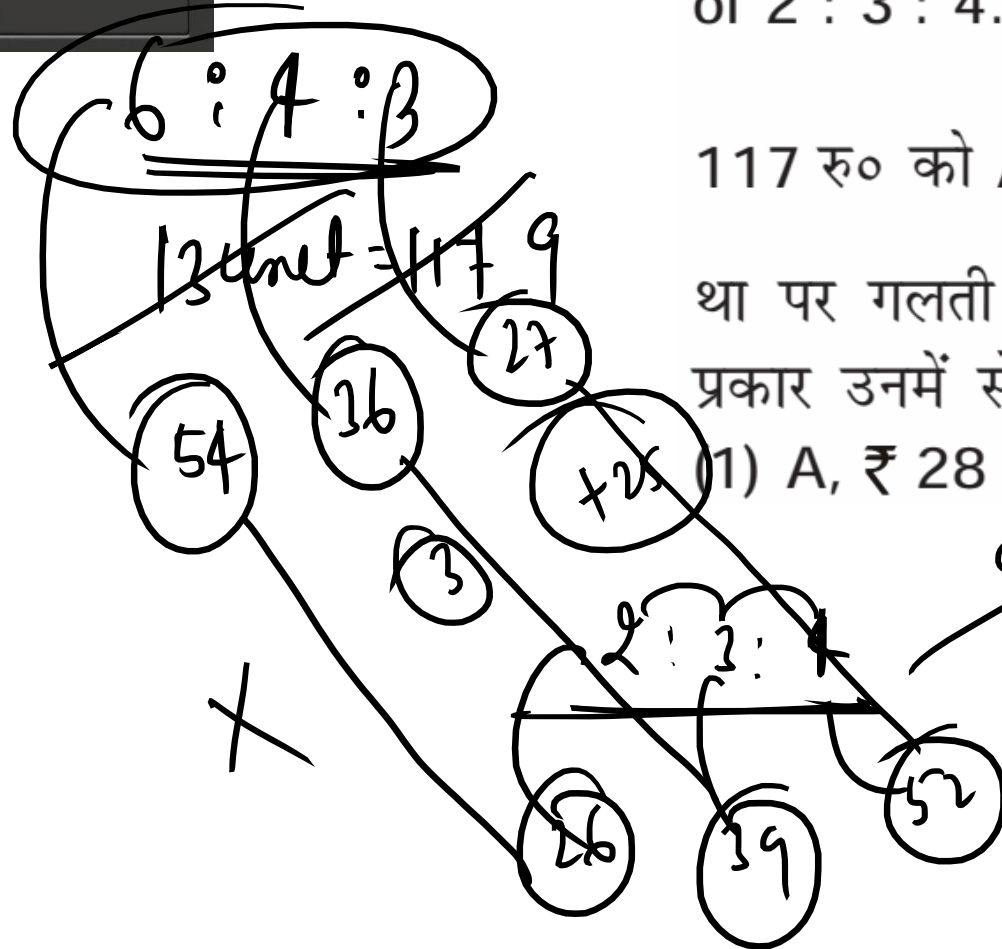 of 2 : 3 : 4.
6 : 4 : 3
117 रु० को
13 unit = 117 9
था पर गलती
27
36
प्रकार उनमें
54
+25
(1) A, ₹ 28
3
2 : 3 : 4
52
26
39